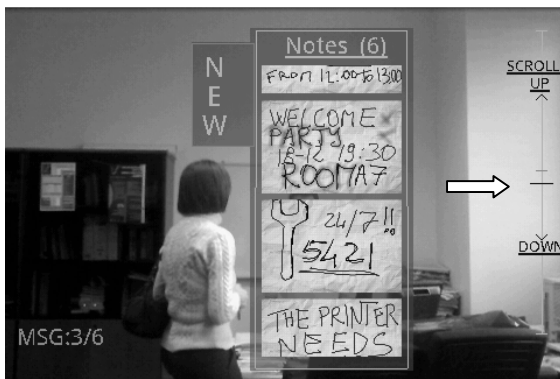 Notes (6)
N
E
W
FROM 12:00 to 13:00
WELCOME
PARTY
18-12 19:30
ROOM A7
24/7!!
5421
THE PRINTER
NEEDS
SCROLL
UP
DOWN
MSG:3/6